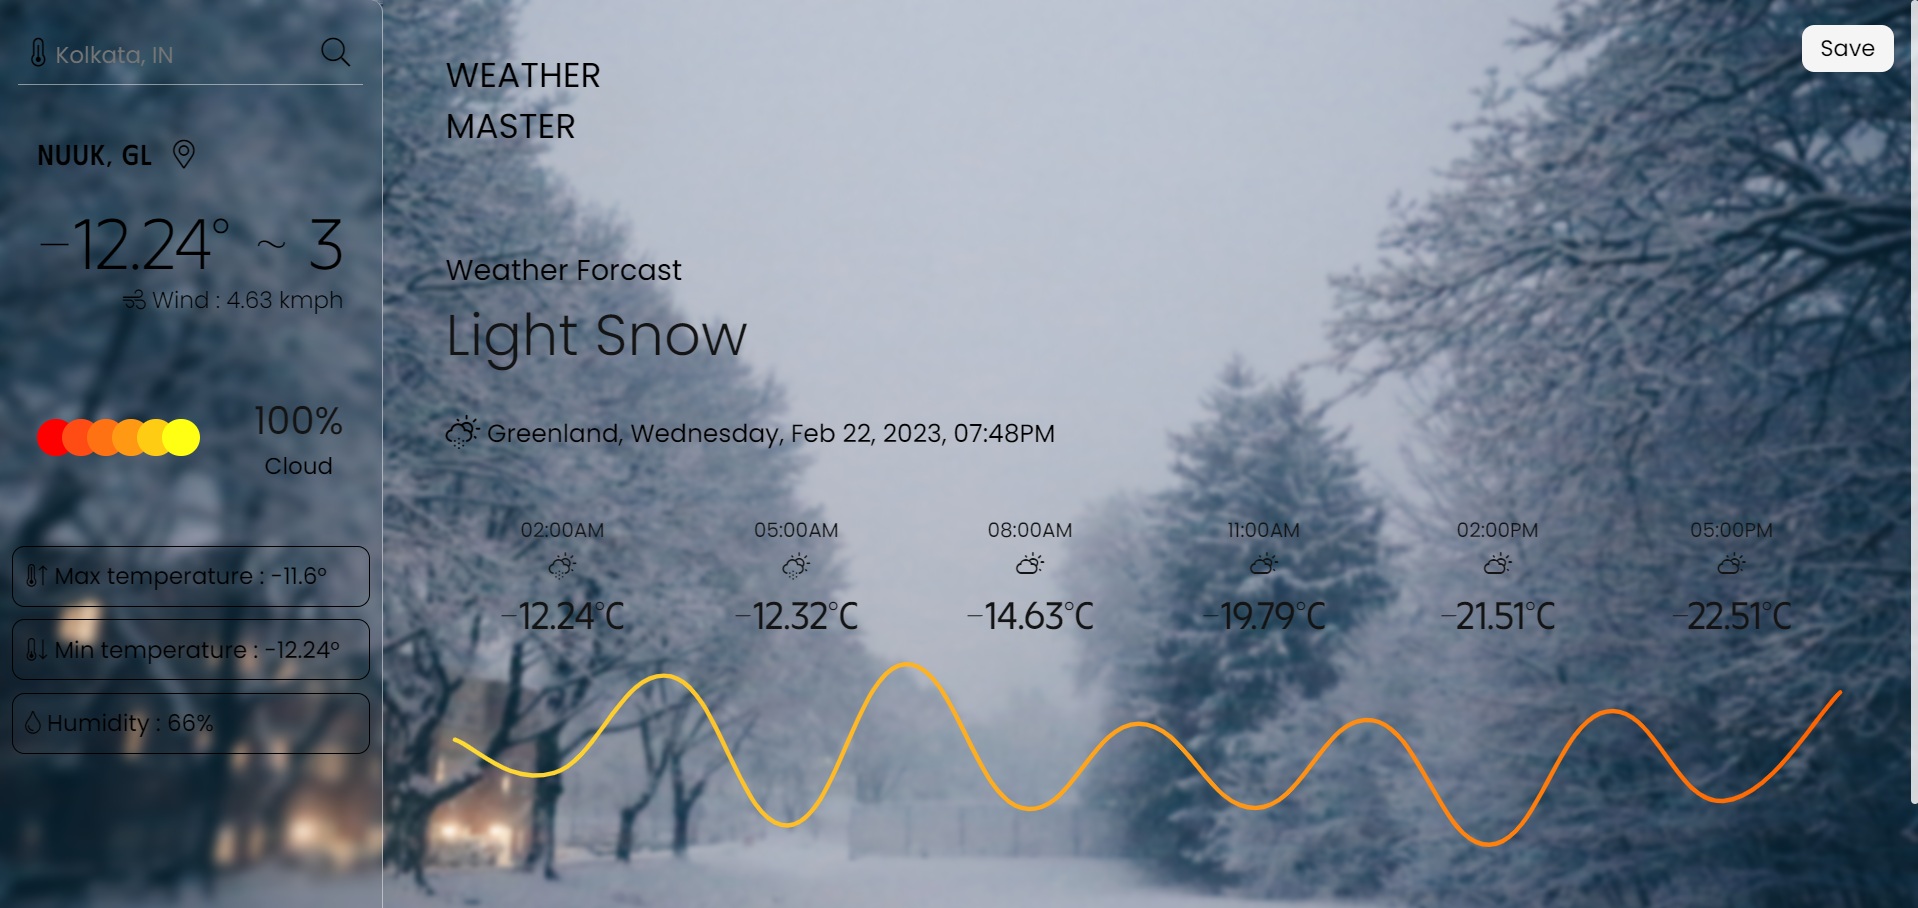 Kolkata, IN
NUUK, GL
−12.24° ~ 3
Wind : 4.63 kmph
100%
Cloud
Max temperature : -11.6°
Min temperature : -12.24°
Humidity : 66%
Save
WEATHER
MASTER
Weather Forcast
Light Snow
Greenland, Wednesday, Feb 22, 2023, 07:48PM
02:00AM 05:00AM 08:00AM 11:00AM 02:00PM 05:00PM
−12.24°C −12.32°C −14.63°C −19.79°C −21.51°C −22.51°C